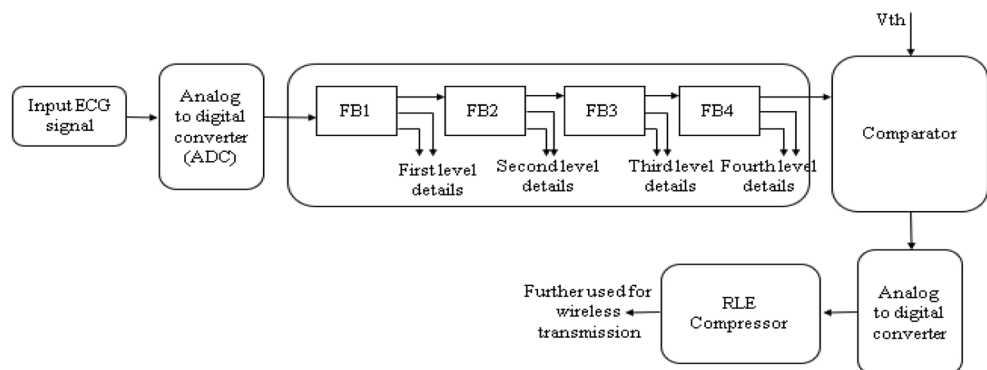 Vth
Input ECG
signal
Analog
to digital
converter
(ADC)
FB1
FB2
FB3
FB4
Comparator
First level
details
Second level
details
Third level
details
Fourth level
details
Further used for
wireless
transmission
RLE
Compressor
Analog
to digital
converter